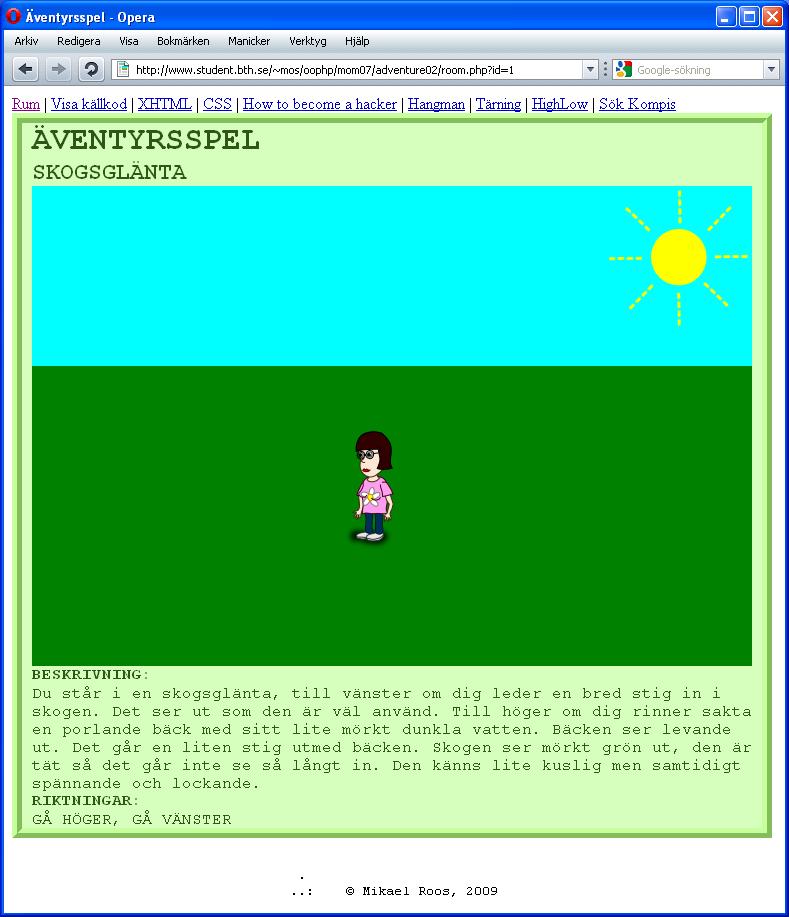 Äventyrsspel - Opera
Arkiv Redigera Visa Bokmärken Manicker Verktyg Hjälp
http://www.student.bth.se/~mos/oophp/mom07/adventure02/room.php?id=1 Google-sökning
Rum | Visa källkod | XHTML | CSS | How to become a hacker | Hangman | Tärning | HighLow | Sök Kompis
ÄVENTYRSSPEL
SKOGSGLÄNTA
BESKRIVNING:
Du står i en skogsglänta, till vänster om dig leder en bred stig in i
skogen. Det ser ut som den är väl använd. Till höger om dig rinner sakta
en porlande bäck med sitt lite mörkt dunkla vatten. Bäcken ser levande
ut. Det går en liten stig utmed bäcken. Skogen ser mörkt grön ut, den är
tät så det går inte se så långt in. Den känns lite kuslig men samtidigt
spännande och lockande.
RIKTNINGAR:
GÅ HÖGER, GÅ VÄNSTER
.
..: © Mikael Roos, 2009